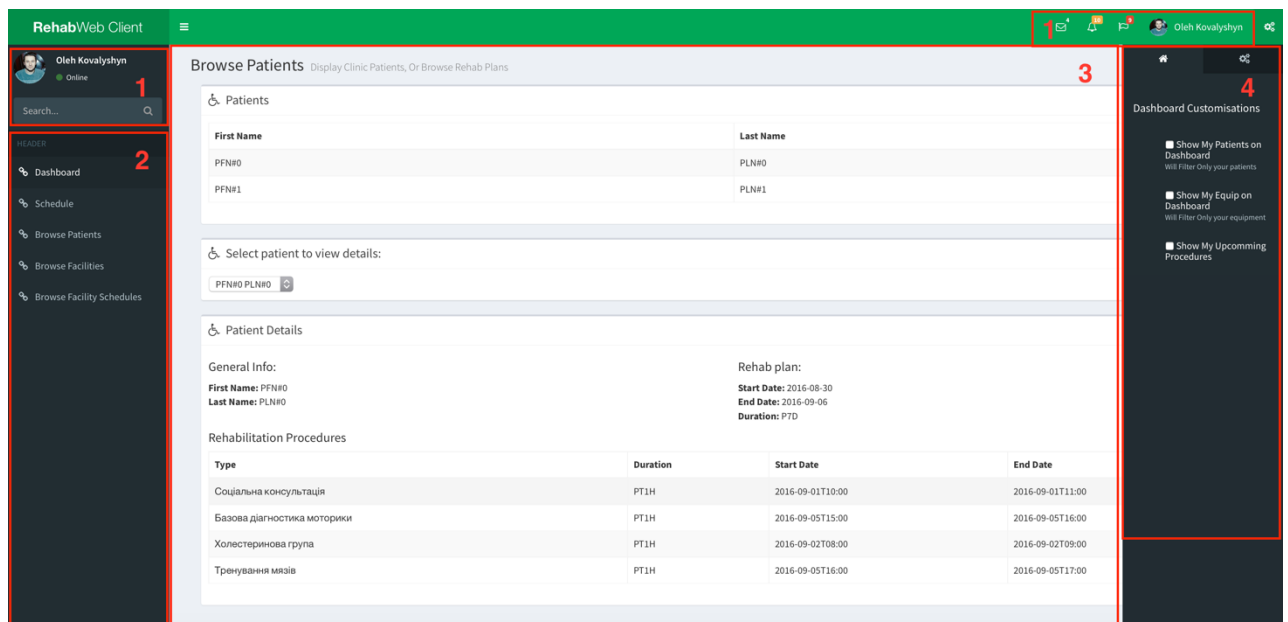 RehabWeb Client
1
4
10
9
Oleh Kovalyshyn
Oleh Kovalyshyn
Online
1
Search...
HEADER
2
Dashboard
Schedule
Browse Patients
Browse Facilities
Browse Facility Schedules
Browse Patients Display Clinic Patients, Or Browse Rehab Plans
3
Patients
First Name Last Name
PFN#0 PLN#0
PFN#1 PLN#1
Select patient to view details:
PFN#0 PLN#0
Patient Details
General Info: Rehab plan:
First Name: PFN#0 Start Date: 2016-08-30
Last Name: PLN#0 End Date: 2016-09-06
Duration: P7D
Rehabilitation Procedures
Type Duration Start Date End Date
Соціальна консультація PT1H 2016-09-01T10:00 2016-09-01T11:00
Базова діагностика моторики PT1H 2016-09-05T15:00 2016-09-05T16:00
Холестеринова група PT1H 2016-09-02T08:00 2016-09-02T09:00
Тренування мязів PT1H 2016-09-05T16:00 2016-09-05T17:00
4
Dashboard Customisations
Show My Patients on
Dashboard
Will Filter Only your patients
Show My Equip on
Dashboard
Will Filter Only your equipment
Show My Upcomming
Procedures